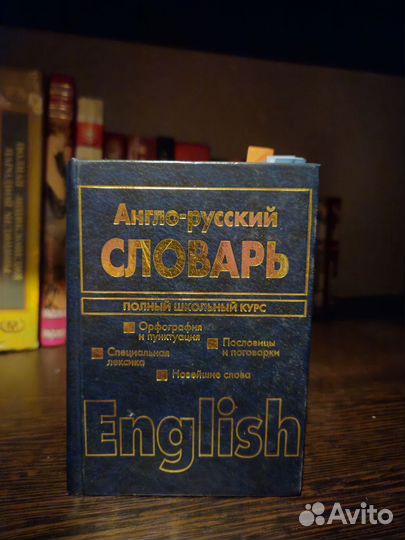 Англо-русский
СЛОВАРЬ
ПОЛНЫЙ ШКОЛЬНЫЙ КУРС
Орфография
и пунктуация
Пословицы
и поговорки
Специальная
лексика
Новейшие слова
English
Avito